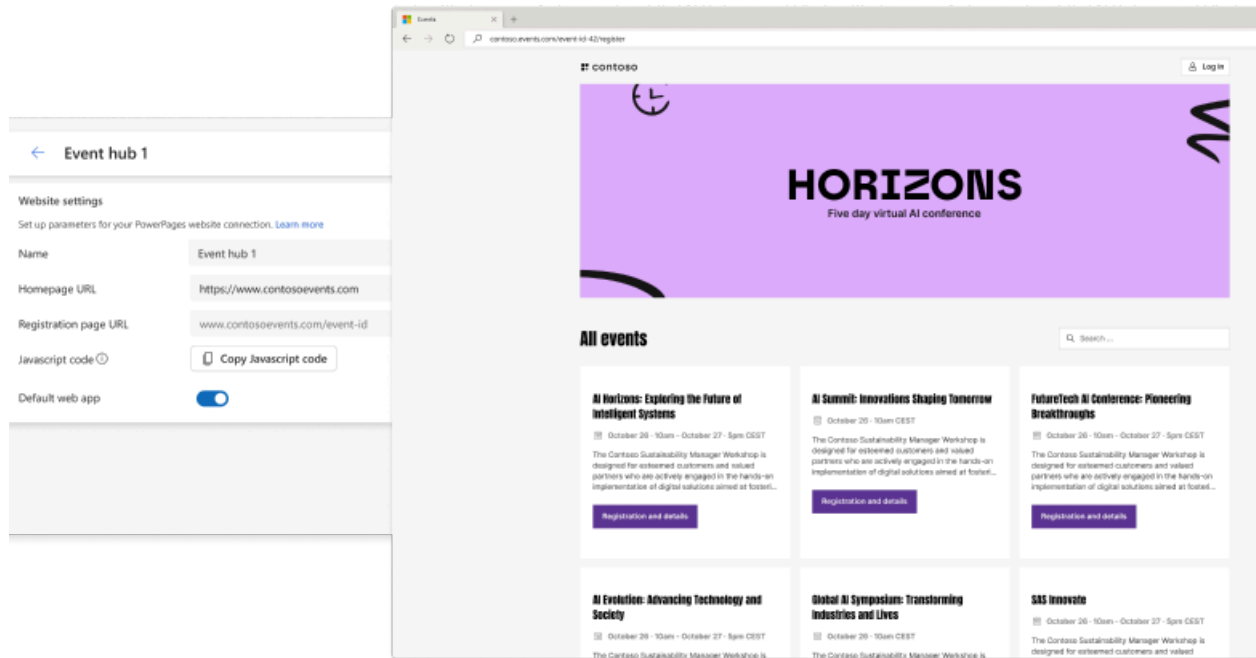 Event hub 1
Website settings
Set up parameters for your PowerPages website connection. Learn more
Name
Event hub 1
Homepage URL
https://www.contosoevents.com
Registration page URL
www.contosoevents.com/event-id
Javascript code
Copy Javascript code
Default web app
Events
contoso.events.com/event-id-42/register
contoso
Log in
HORIZONS
Five day virtual AI conference
All events
Search ...
AI Horizons: Exploring the Future of
Intelligent Systems
October 26 - 10am - October 27 - 5pm CEST
The Contoso Sustainability Manager Workshop is
designed for esteemed customers and valued
partners who are actively engaged in the hands-on
implementation of digital solutions aimed at fosteri...
Registration and details
AI Summit: Innovations Shaping Tomorrow
October 26 - 10am CEST
The Contoso Sustainability Manager Workshop is
designed for esteemed customers and valued
partners who are actively engaged in the hands-on
implementation of digital solutions aimed at fosteri...
Registration and details
FutureTech AI Conference: Pioneering
Breakthroughs
October 26 - 10am - October 27 - 5pm CEST
The Contoso Sustainability Manager Workshop is
designed for esteemed customers and valued
partners who are actively engaged in the hands-on
implementation of digital solutions aimed at fosteri...
Registration and details
AI Evolution: Advancing Technology and
Society
October 26 - 10am - October 27 - 5pm CEST
The Contoso Sustainability Manager Workshop is
Global AI Symposium: Transforming
Industries and Lives
October 26 - 10am CEST
The Contoso Sustainability Manager Workshop is
SAS Innovate
October 26 - 10am - October 27 - 5pm CEST
The Contoso Sustainability Manager Workshop is
designed for esteemed customers and valued